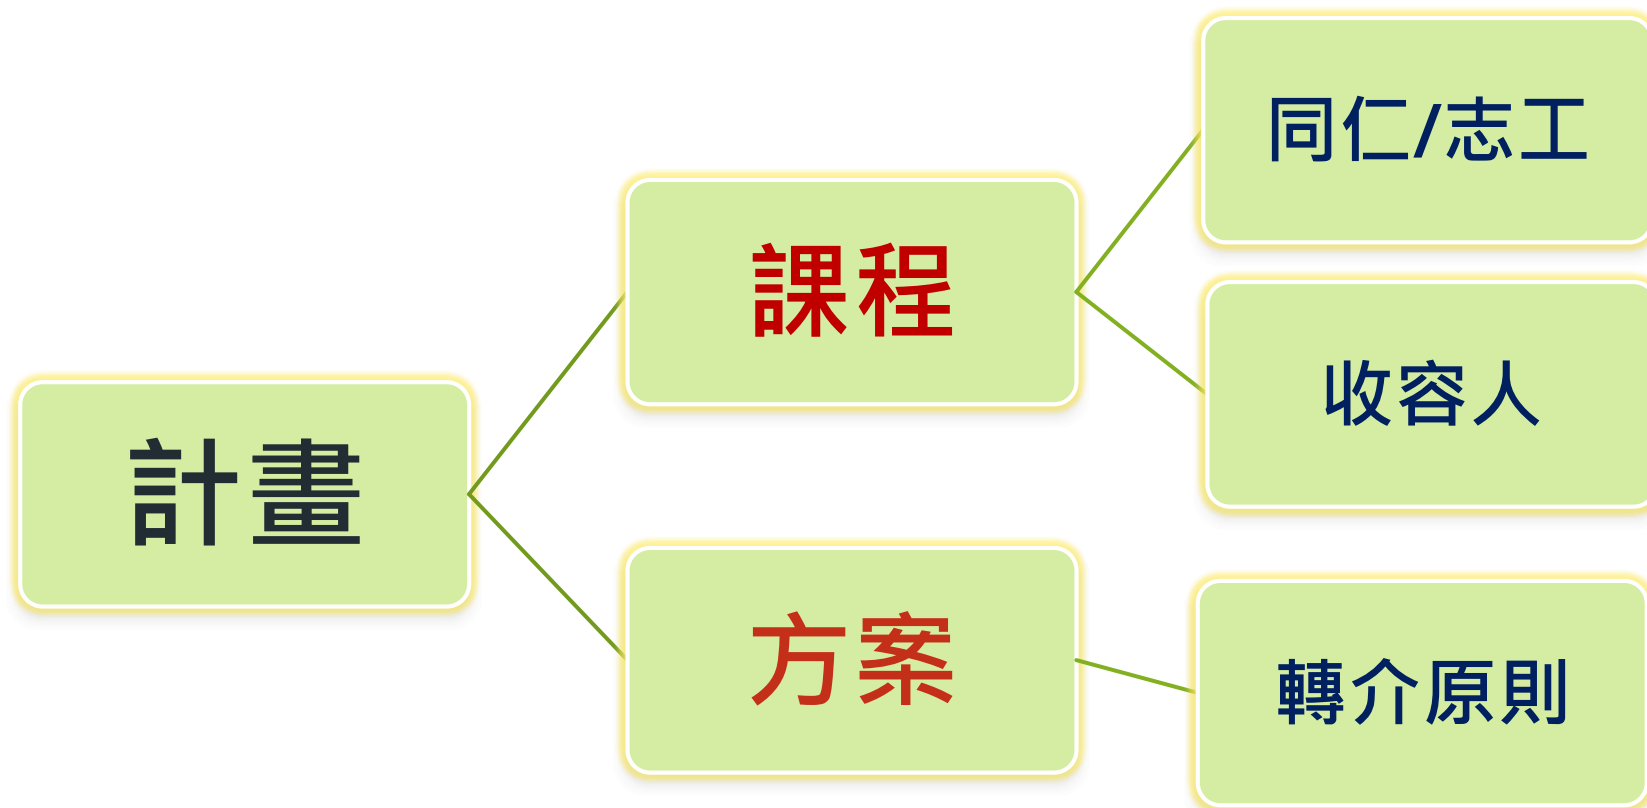 計畫
課程
同仁/志工
收容人
方案
轉介原則